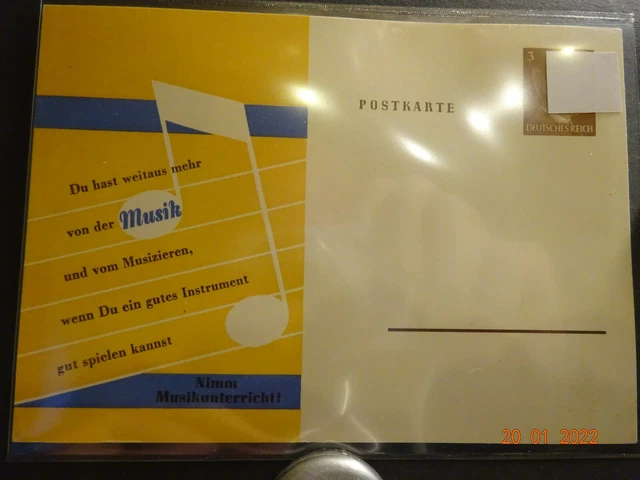 Du hast weitaus mehr
von der Musik
und vom Musizieren,
wenn Du ein gutes Instrument
gut spielen kannst
Nimm
Musikunterricht!
POSTKARTE
3
DEUTSCHES REICH
20 01 2022